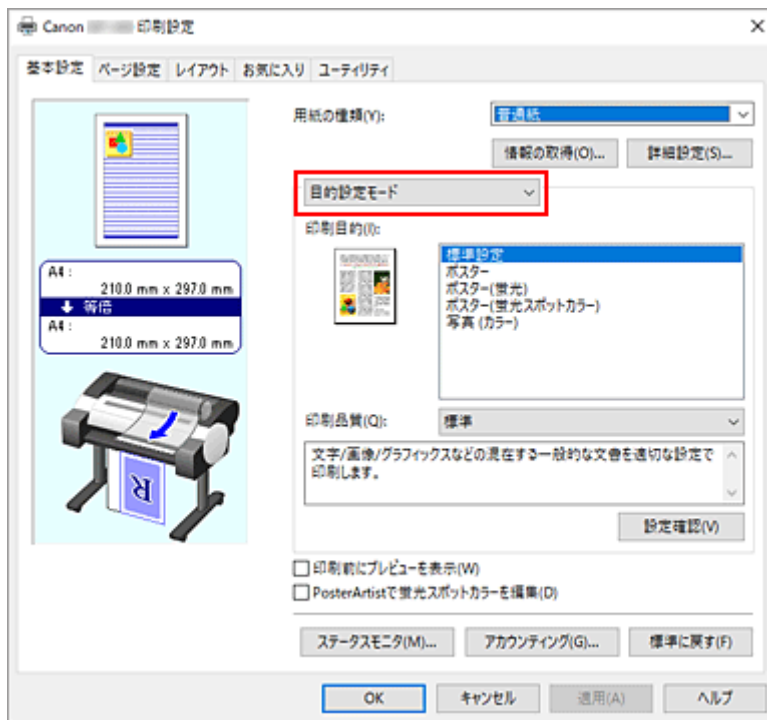 Canon 印刷設定
基本設定 ページ設定 レイアウト お気に入り ユーティリティ
用紙の種類(Y): 普通紙
情報の取得(O)... 詳細設定(S)...
目的設定モード
印刷目的(I):
標準設定
ポスター
ポスター(蛍光)
ポスター(蛍光スポットカラー)
写真 (カラー)
A4 :
210.0 mm x 297.0 mm
等倍
A4 :
210.0 mm x 297.0 mm
R
印刷品質(Q): 標準
文字/画像/グラフィックスなどの混在する一般的な文書を適切な設定で
印刷します。
設定確認(V)
印刷前にプレビューを表示(W)
PosterArtistで蛍光スポットカラーを編集(D)
ステータスモニタ(M)... アカウンティング(G)... 標準に戻す(F)
OK キャンセル 適用(A) ヘルプ